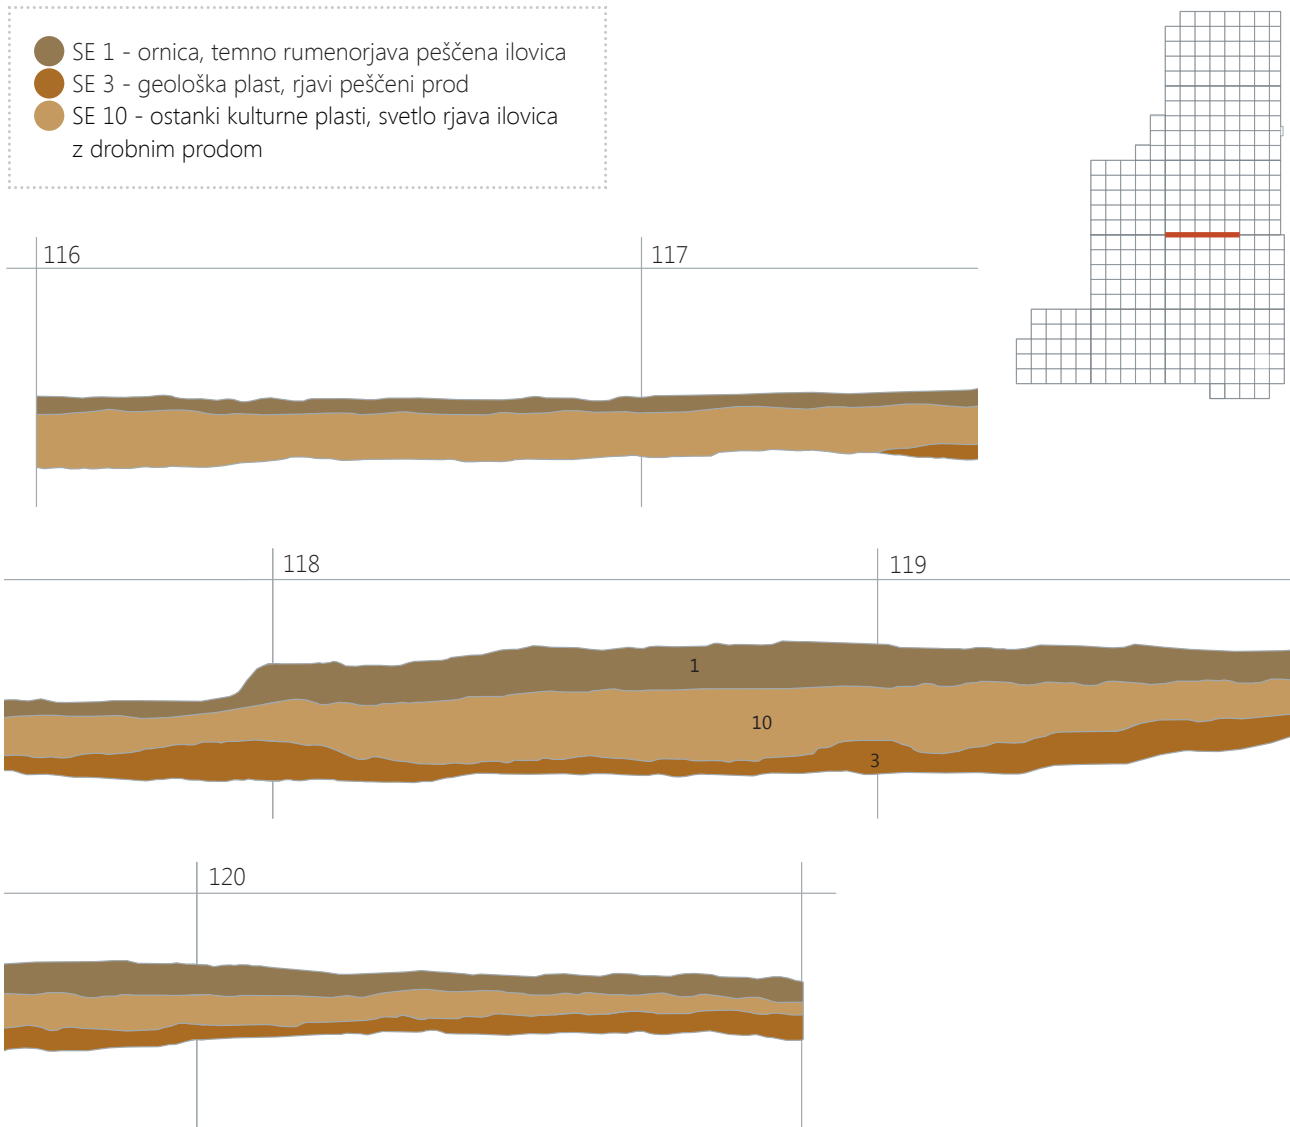 SE 1 - ornica, temno rumenorjava peščena ilovica
SE 3 - geološka plast, rjavi peščeni prod
SE 10 - ostanki kulturne plasti, svetlo rjava ilovica
z drobnim prodom
116
117
118
119
1
10
3
120